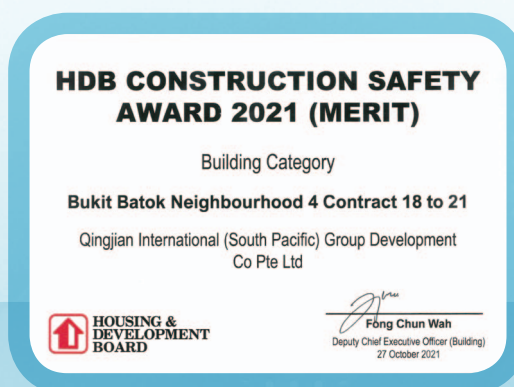 HDB CONSTRUCTION SAFETY
AWARD 2021 (MERIT)
Building Category
Bukit Batok Neighbourhood 4 Contract 18 to 21
Qingjian International (South Pacific) Group Development
Co Pte Ltd
HOUSING &
DEVELOPMENT
BOARD
Fong Chun Wah
Deputy Chief Executive Officer (Building)
27 October 2021